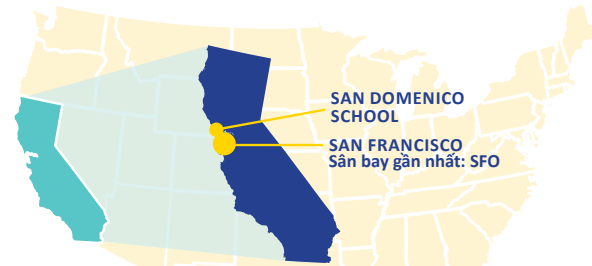 SAN DOMENICO
SCHOOL
SAN FRANCISCO
Sân bay gần nhất: SFO